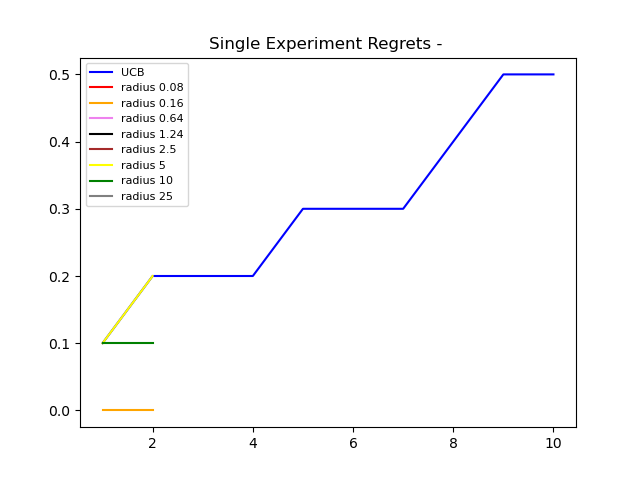 Single Experiment Regrets -
UCB
radius 0.08
radius 0.16
radius 0.64
radius 1.24
radius 2.5
radius 5
radius 10
radius 25
0.5
0.4
0.3
0.2
0.1
0.0
2 4 6 8 10